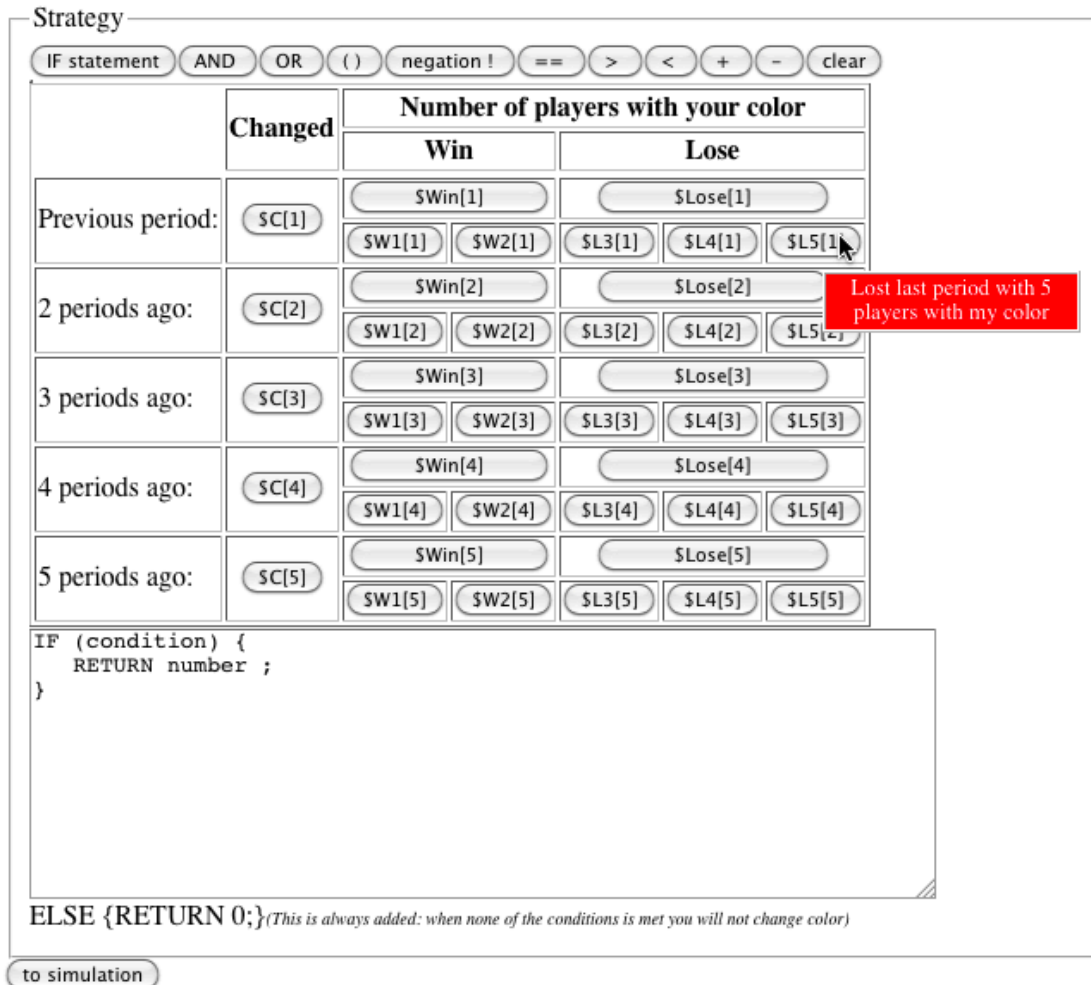 Strategy
IF statement AND OR ( ) negation ! == > < + - clear
Number of players with your color
Changed
Win Lose
$Win[1] $Lose[1]
Previous period: $C[1]
$W1[1] $W2[1] $L3[1] $L4[1] $L5[1]
$Win[2] $Lose[2]
Lost last period with 5
players with my color
2 periods ago: $C[2]
$W1[2] $W2[2] $L3[2] $L4[2] $L5[2]
$Win[3] $Lose[3]
3 periods ago: $C[3]
$W1[3] $W2[3] $L3[3] $L4[3] $L5[3]
$Win[4] $Lose[4]
4 periods ago: $C[4]
$W1[4] $W2[4] $L3[4] $L4[4] $L5[4]
$Win[5] $Lose[5]
5 periods ago: $C[5]
$W1[5] $W2[5] $L3[5] $L4[5] $L5[5]
IF (condition) {
RETURN number ;
}
ELSE {RETURN 0;}(This is always added: when none of the conditions is met you will not change color)
to simulation